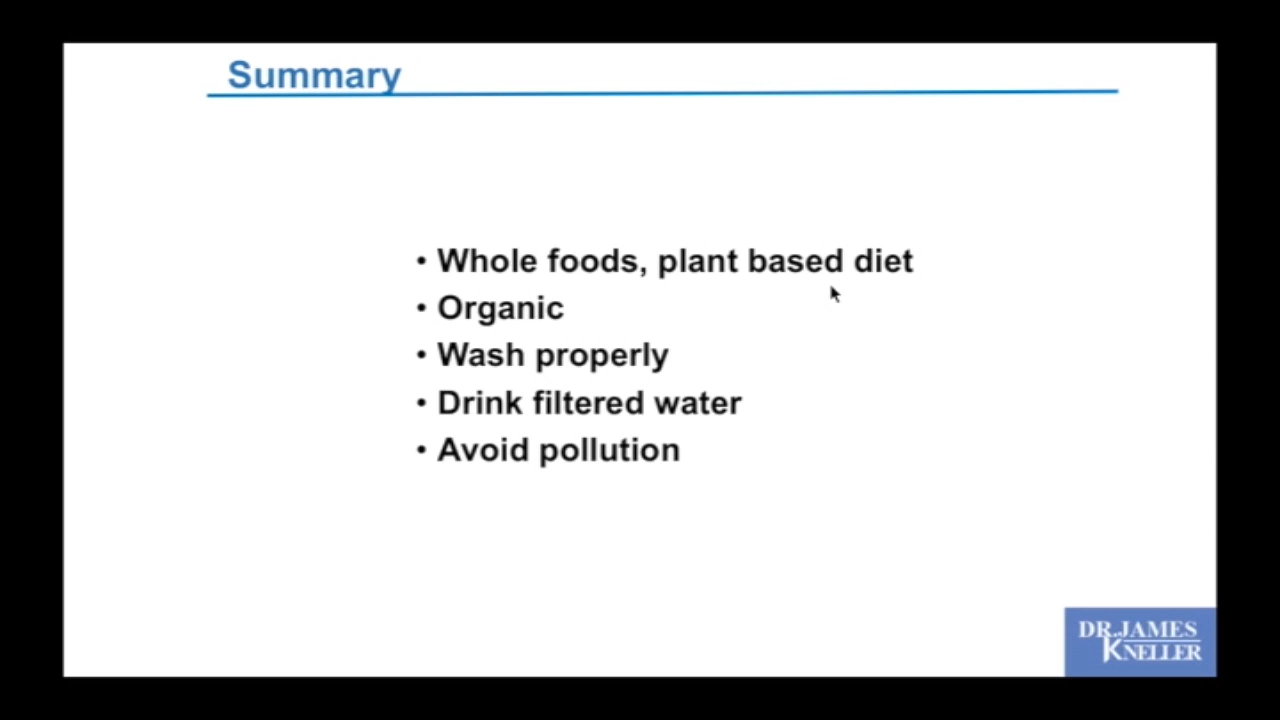 Summary
• Whole foods, plant based diet
• Organic
• Wash properly
• Drink filtered water
• Avoid pollution
DR.JAMES
KNELLER